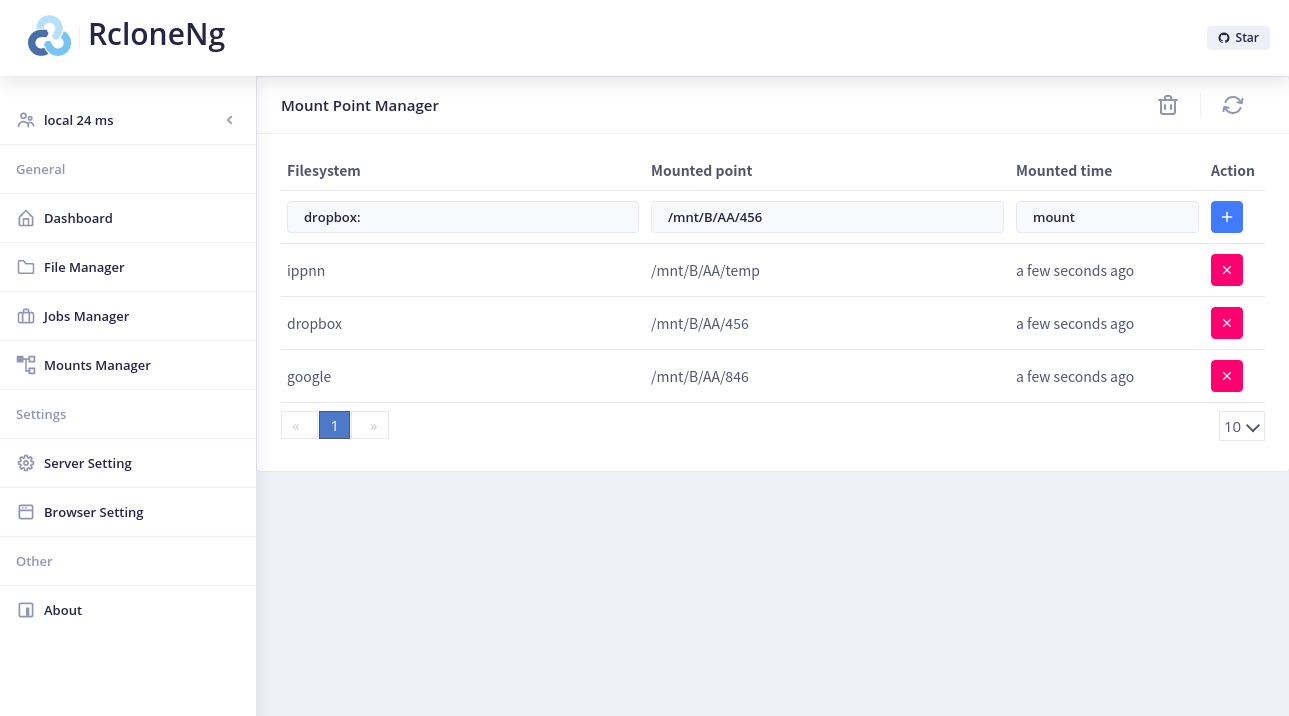 RcloneNg
Star
local 24 ms
General
Dashboard
File Manager
Jobs Manager
Mounts Manager
Settings
Server Setting
Browser Setting
Other
About
Mount Point Manager
Filesystem Mounted point Mounted time Action
dropbox: /mnt/B/AA/456 mount +
ippnn /mnt/B/AA/temp a few seconds ago
dropbox /mnt/B/AA/456 a few seconds ago
google /mnt/B/AA/846 a few seconds ago
« 1 » 10